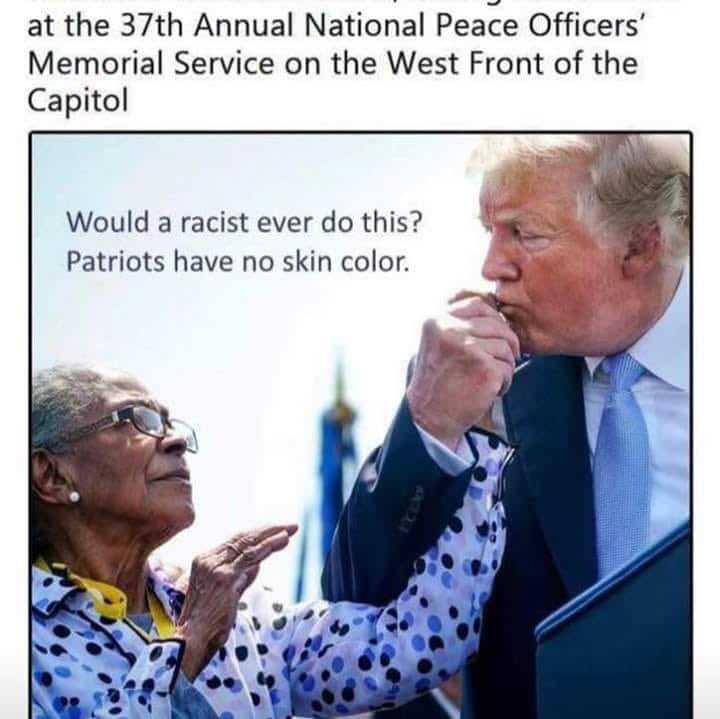 at the 37th Annual National Peace Officers'
Memorial Service on the West Front of the
Capitol
Would a racist ever do this?
Patriots have no skin color.